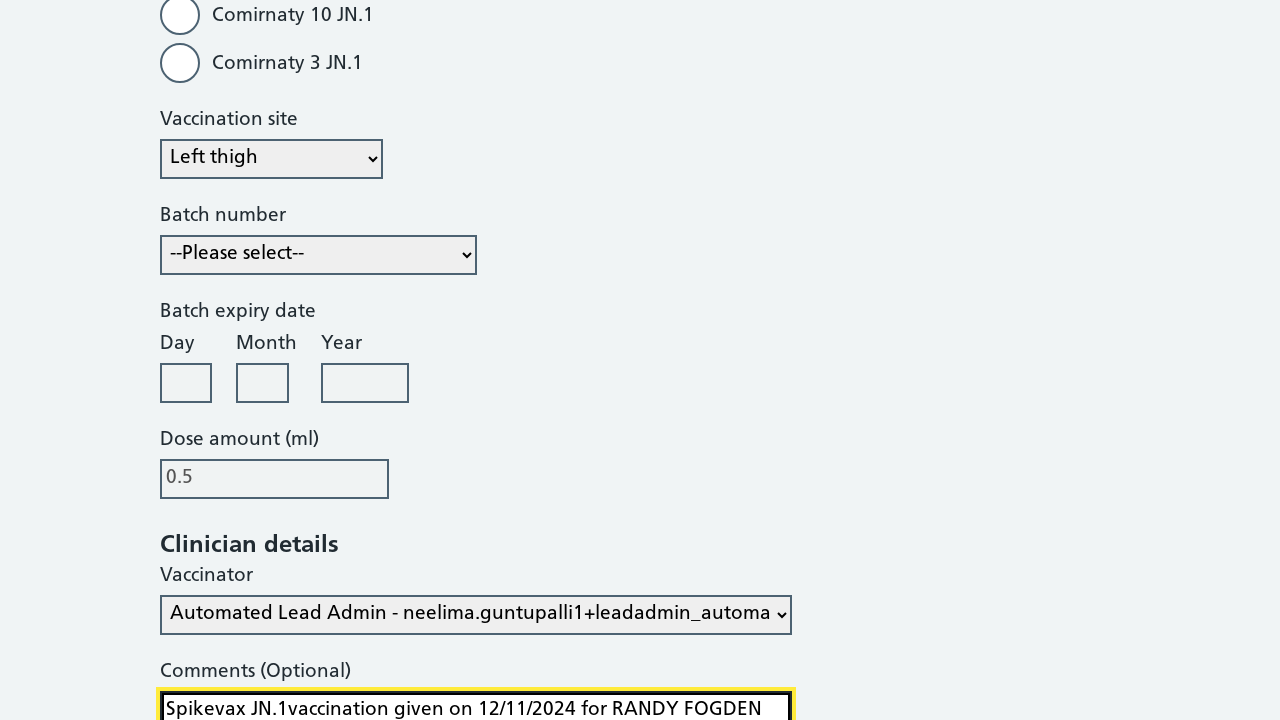 Comirnaty 10 JN.1
Comirnaty 3 JN.1
Vaccination site
Left thigh
Batch number
--Please select--
Batch expiry date
Day Month Year
Dose amount (ml)
0.5
Clinician details
Vaccinator
Automated Lead Admin - neelima.guntupalli1+leadadmin_automa
Comments (Optional)
Spikevax JN.1vaccination given on 12/11/2024 for RANDY FOGDEN